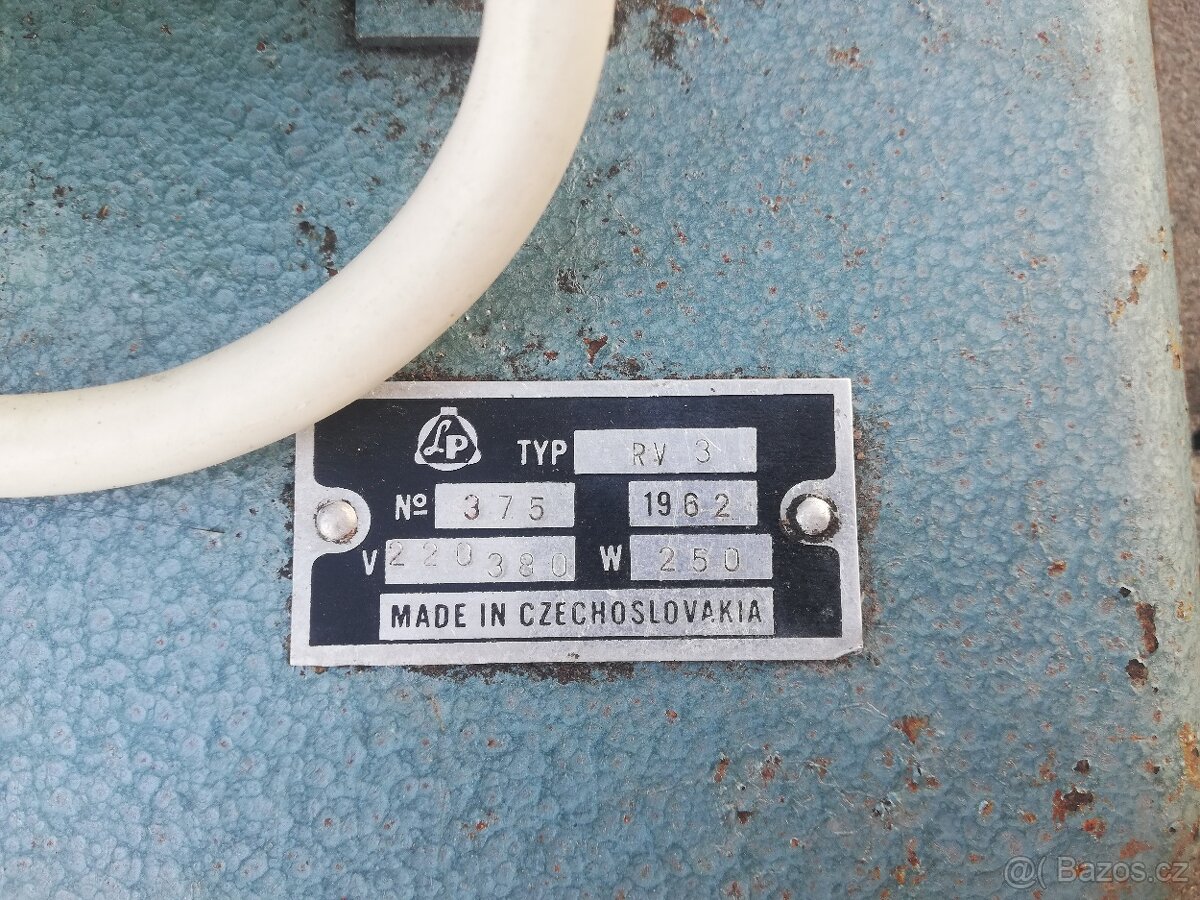 LP TYP RV 3
Nº 375 1962
V 220 380 W 250
MADE IN CZECHOSLOVAKIA
@( Bazos.cz